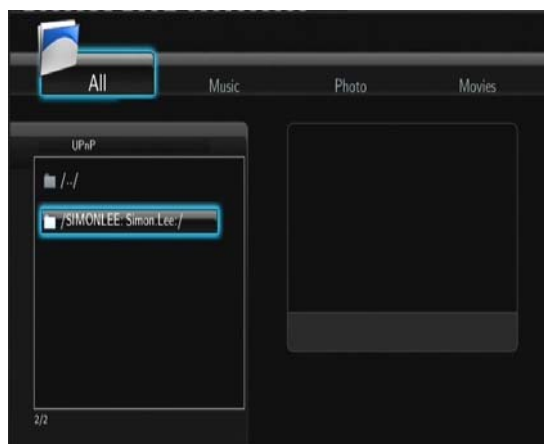 All Music Photo Movies
UPnP
/../
/SIMONLEE: Simon.Lee:/
2/2